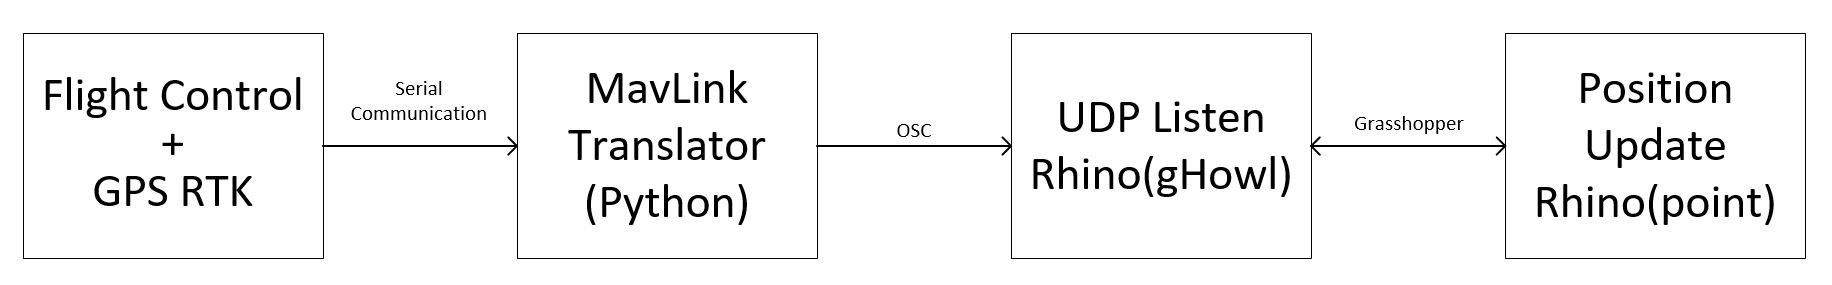 Flight Control
+
GPS RTK
Serial
Communication
MavLink
Translator
(Python)
OSC
UDP Listen
Rhino(gHowl)
Grasshopper
Position
Update
Rhino(point)